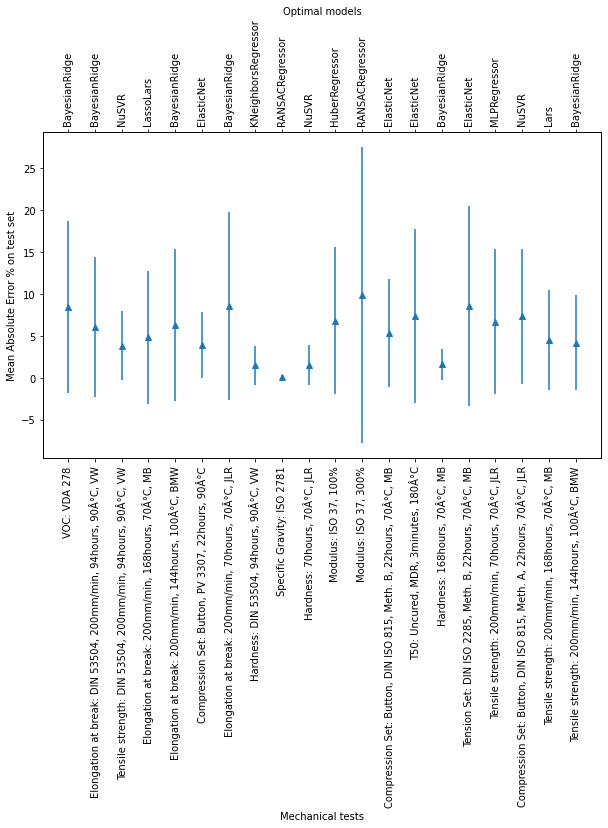 Optimal models
BayesianRidge
BayesianRidge
NuSVR
LassoLars
BayesianRidge
ElasticNet
BayesianRidge
KNeighborsRegressor
RANSACRegressor
NuSVR
HuberRegressor
RANSACRegressor
ElasticNet
ElasticNet
BayesianRidge
ElasticNet
MLPRegressor
NuSVR
Lars
BayesianRidge
Mean Absolute Error % on test set
25
20
15
10
5
0
−5
VOC: VDA 278
Elongation at break: DIN 53504, 200mm/min, 94hours, 90Â°C, VW
Tensile strength: DIN 53504, 200mm/min, 94hours, 90Â°C, VW
Elongation at break: 200mm/min, 168hours, 70Â°C, MB
Elongation at break: 200mm/min, 144hours, 100Â°C, BMW
Compression Set: Button, PV 3307, 22hours, 90Â°C
Elongation at break: 200mm/min, 70hours, 70Â°C, JLR
Hardness: DIN 53504, 94hours, 90Â°C, VW
Specific Gravity: ISO 2781
Hardness: 70hours, 70Â°C, JLR
Modulus: ISO 37, 100%
Modulus: ISO 37, 300%
Compression Set: Button, DIN ISO 815, Meth. B, 22hours, 70Â°C, MB
T50: Uncured, MDR, 3minutes, 180Â°C
Hardness: 168hours, 70Â°C, MB
Tension Set: DIN ISO 2285, Meth. B, 22hours, 70Â°C, MB
Tensile strength: 200mm/min, 70hours, 70Â°C, JLR
Compression Set: Button, DIN ISO 815, Meth. A, 22hours, 70Â°C, JLR
Tensile strength: 200mm/min, 168hours, 70Â°C, MB
Tensile strength: 200mm/min, 144hours, 100Â°C, BMW
Mechanical tests